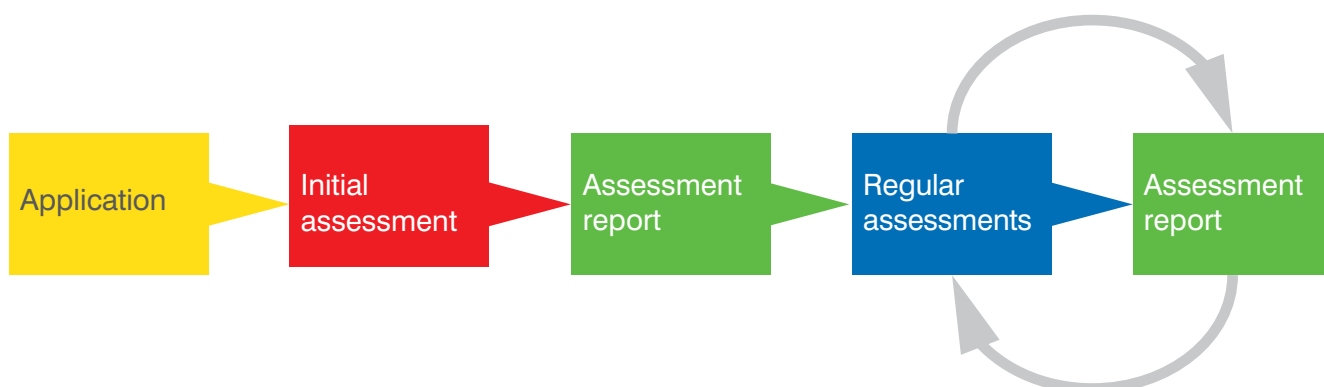 Application
Initial
assessment
Assessment
report
Regular
assessments
Assessment
report